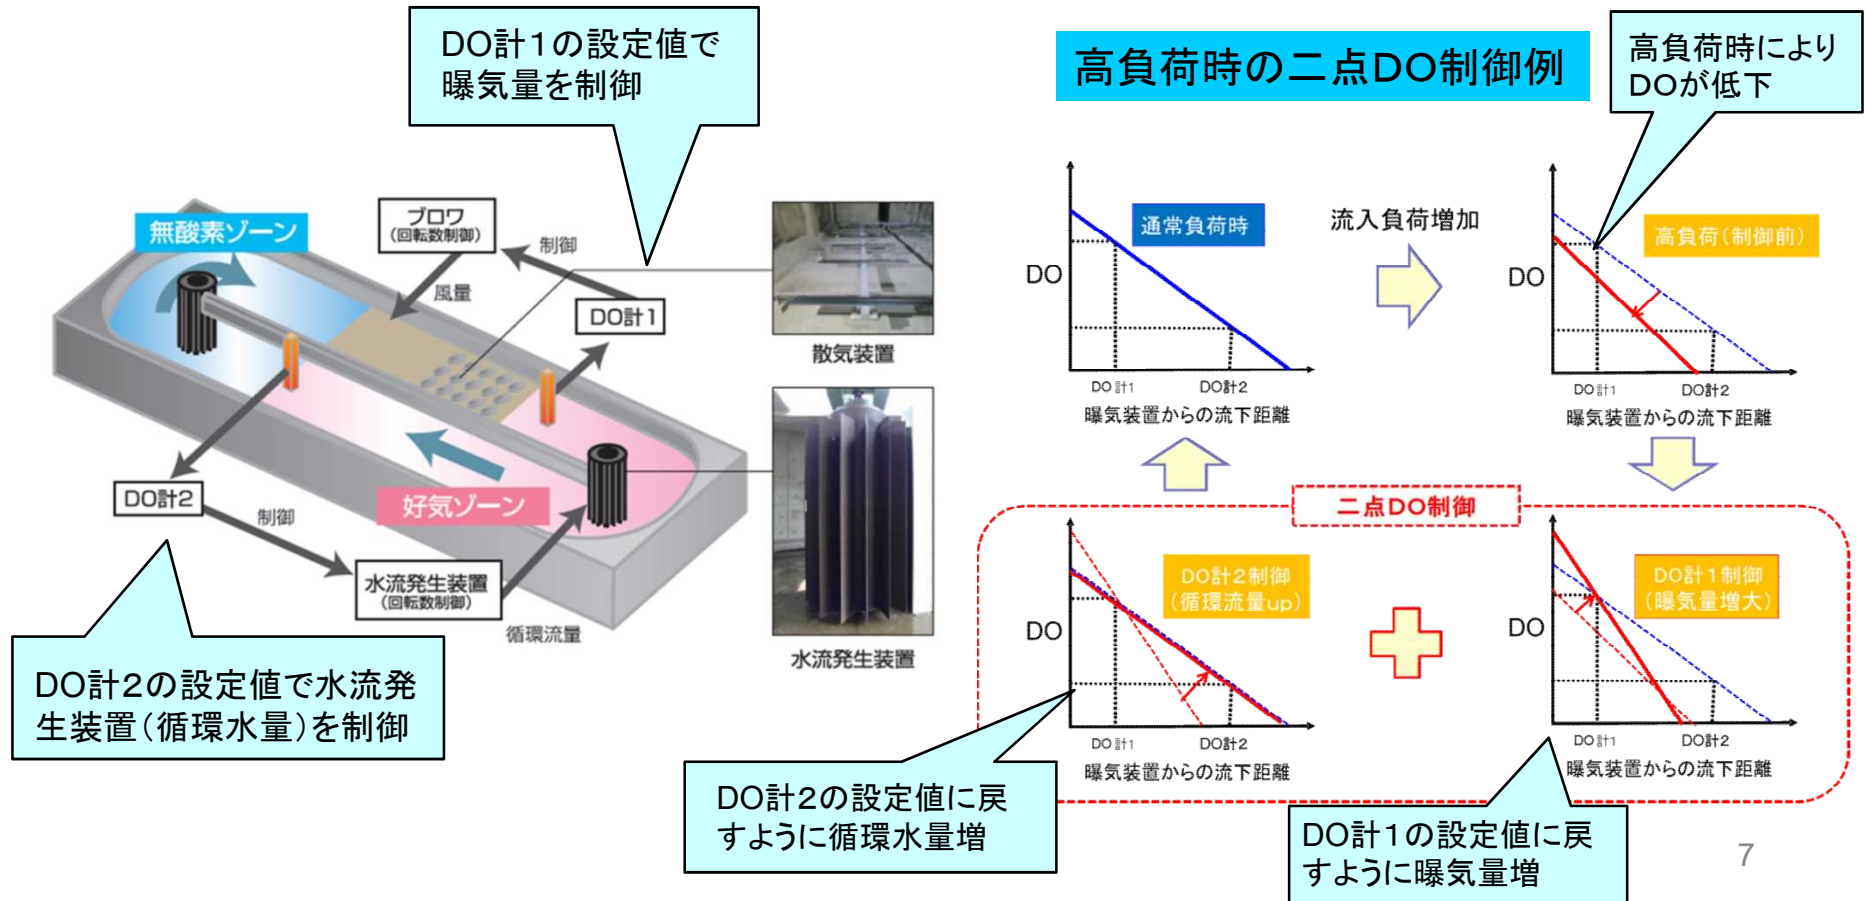 DO計1の設定値で
曝気量を制御
高負荷時の二点DO制御例
高負荷時により
DOが低下
無酸素ゾーン
ブロワ
(回転数制御)
制御
風量
DO計1
散気装置
DO計2
制御
好気ゾーン
水流発生装置
(回転数制御)
循環流量
水流発生装置
DO計2の設定値で水流発
生装置(循環水量)を制御
通常負荷時
DO
DO計1
DO計2
曝気装置からの流下距離
流入負荷増加
高負荷(制御前)
DO
DO計1
DO計2
曝気装置からの流下距離
二点DO制御
DO計2制御
(循環流量up)
DO
DO計1
DO計2
曝気装置からの流下距離
DO計1制御
(曝気量増大)
DO
DO計1
DO計2
曝気装置からの流下距離
DO計2の設定値に戻
すように循環水量増
DO計1の設定値に戻
すように曝気量増
7